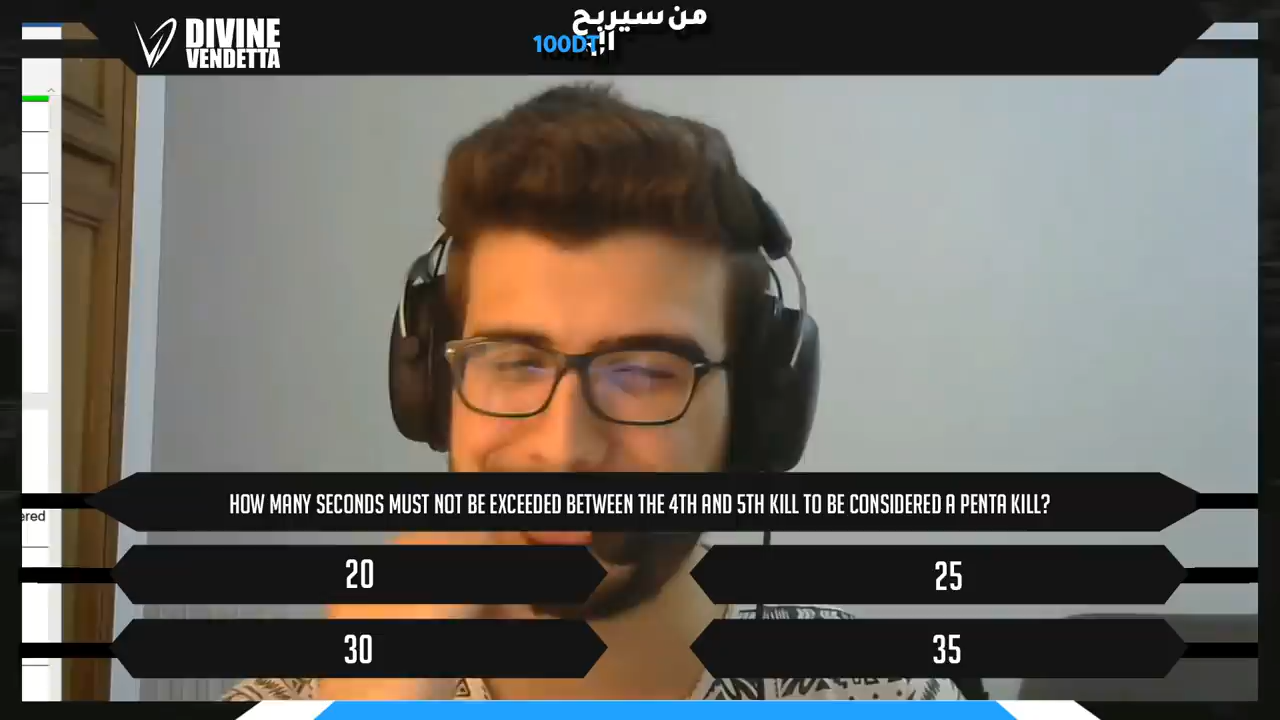 DIVINE
VENDETTA
من سيربح
100DT
ered
HOW MANY SECONDS MUST NOT BE EXCEEDED BETWEEN THE 4TH AND 5TH KILL TO BE CONSIDERED A PENTA KILL?
20
25
30
35